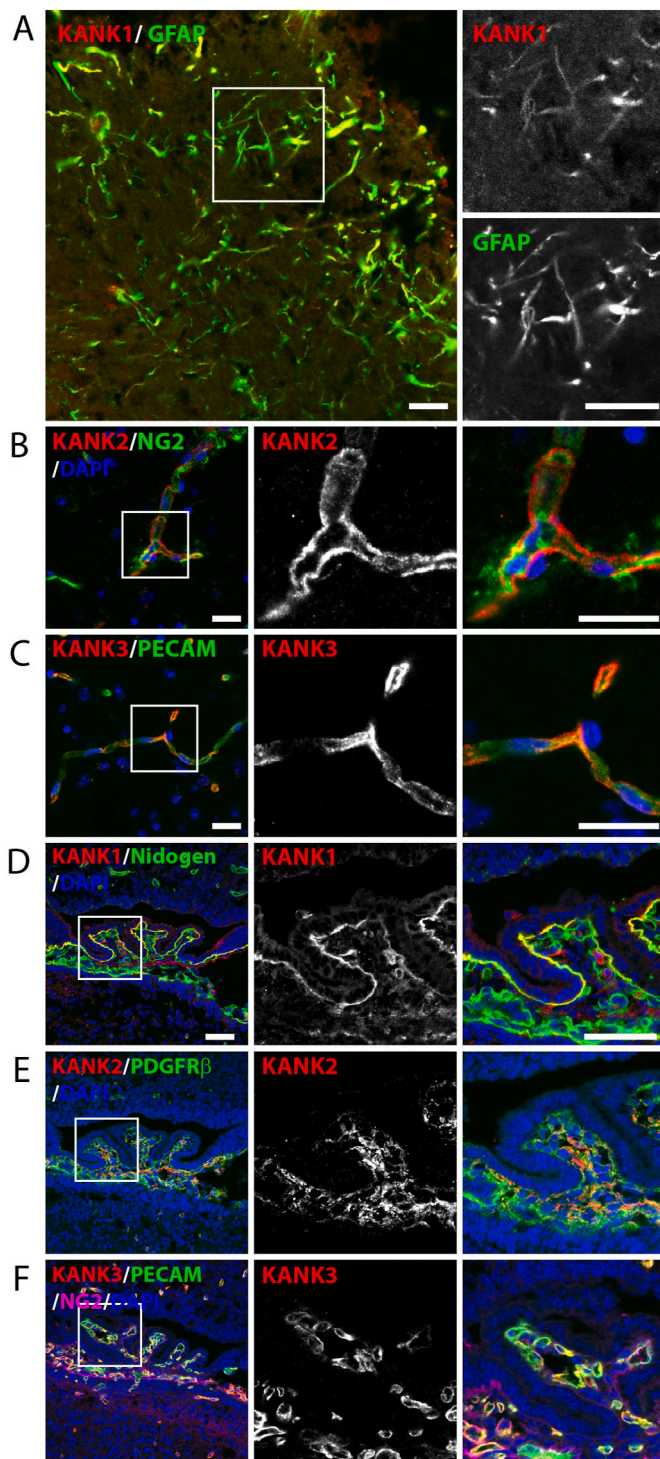 A
KANK1/ GFAP
KANK1
GFAP
B
KANK2/NG2
/DAPI
KANK2
C
KANK3/PECAM
KANK3
D
KANK1/Nidogen
/DAPI
KANK1
E
KANK2/PDGFRβ
/DAPI
KANK2
F
KANK3/PECAM
/NG2/DAPI
KANK3